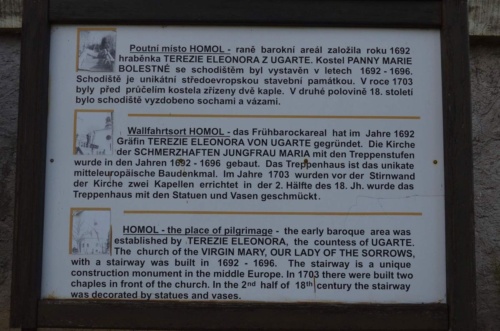 Poutní místo HOMOL - raně barokní areál založila roku 1692
hraběnka TEREZIE ELEONORA Z UGARTE. Kostel PANNY MARIE
BOLESTNÉ se schodištěm byl vystavěn v letech 1692 - 1696.
Schodiště je unikátní středoevropskou stavební památkou. V roce 1703
byly před průčelím kostela zřízeny dvě kaple. V druhé polovině 18. století
bylo schodiště vyzdobeno sochami a vázami.
Wallfahrtsort HOMOL - das Frühbarockareal hat im Jahre 1692
Gräfin TEREZIE ELEONORA VON UGARTE gegründet. Die Kirche
der SCHMERZHAFTEN JUNGFRAU MARIA mit den Treppenstufen
wurde in den Jahren 1692 - 1696 gebaut. Das Treppenhaus ist das unikate
mitteleuropäische Baudenkmal. Im Jahre 1703 wurden vor der Stirnwand
der Kirche zwei Kapellen errichtet in der 2. Hälfte des 18. Jh. wurde das
Treppenhaus mit den Statuen und Vasen geschmückt.
HOMOL - the place of pilgrimage - the early baroque area was
established by TEREZIE ELEONORA, the countess of UGARTE.
The church of the VIRGIN MARY, OUR LADY OF THE SORROWS,
with a stairway was built in 1692 - 1696. The stairway is a unique
construction monument in the middle Europe. In 1703 there were built two
chaples in front of the church. In the 2nd half of 18th century the stairway
was decorated by statues and vases.